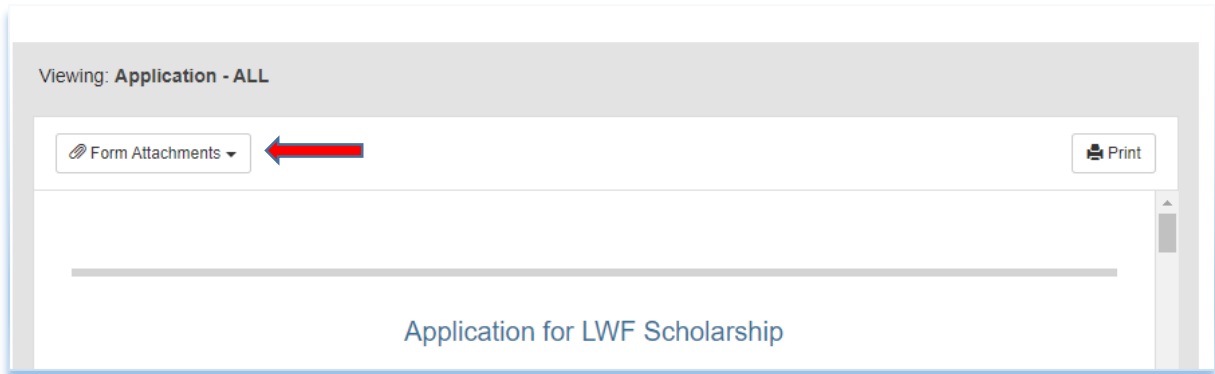 Viewing: Application - ALL
Form Attachments
Print
Application for LWF Scholarship